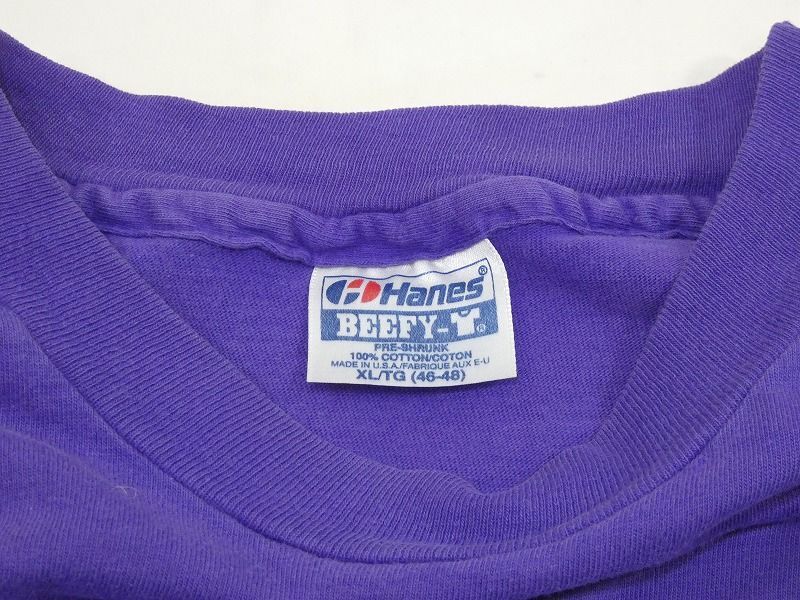 Hanes®
BEEFY-T®
PRE-SHRUNK
100% COTTON/COTON
MADE IN U.S.A./FABRIQUE AUX E-U
XL/TG (46-48)